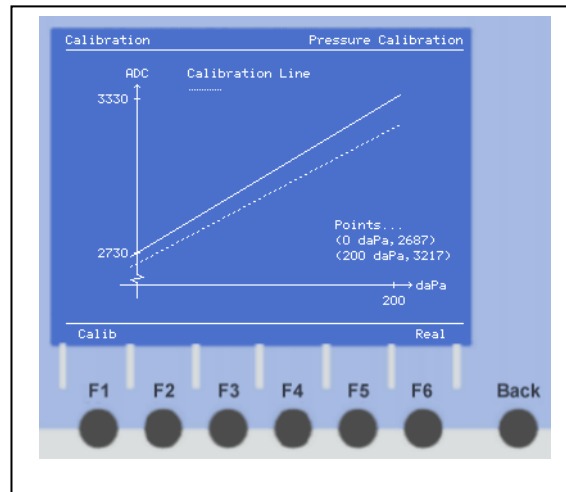 Calibration Pressure Calibration
ADC Calibration Line
3330
Points...
(0 daPa,2687)
2730 (200 daPa,3217)
daPa
200
Calib Real
F1 F2 F3 F4 F5 F6 Back